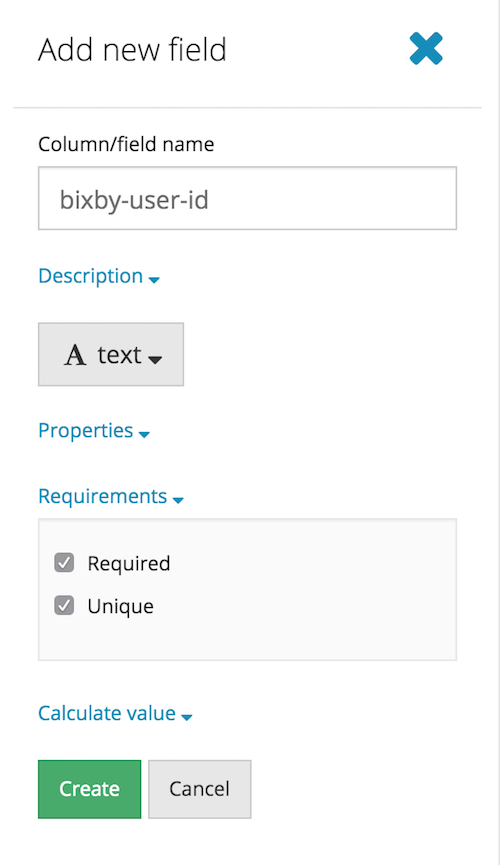 Add new field
Column/field name
bixby-user-id
Description
A text
Properties
Requirements
Required
Unique
Calculate value
Create Cancel